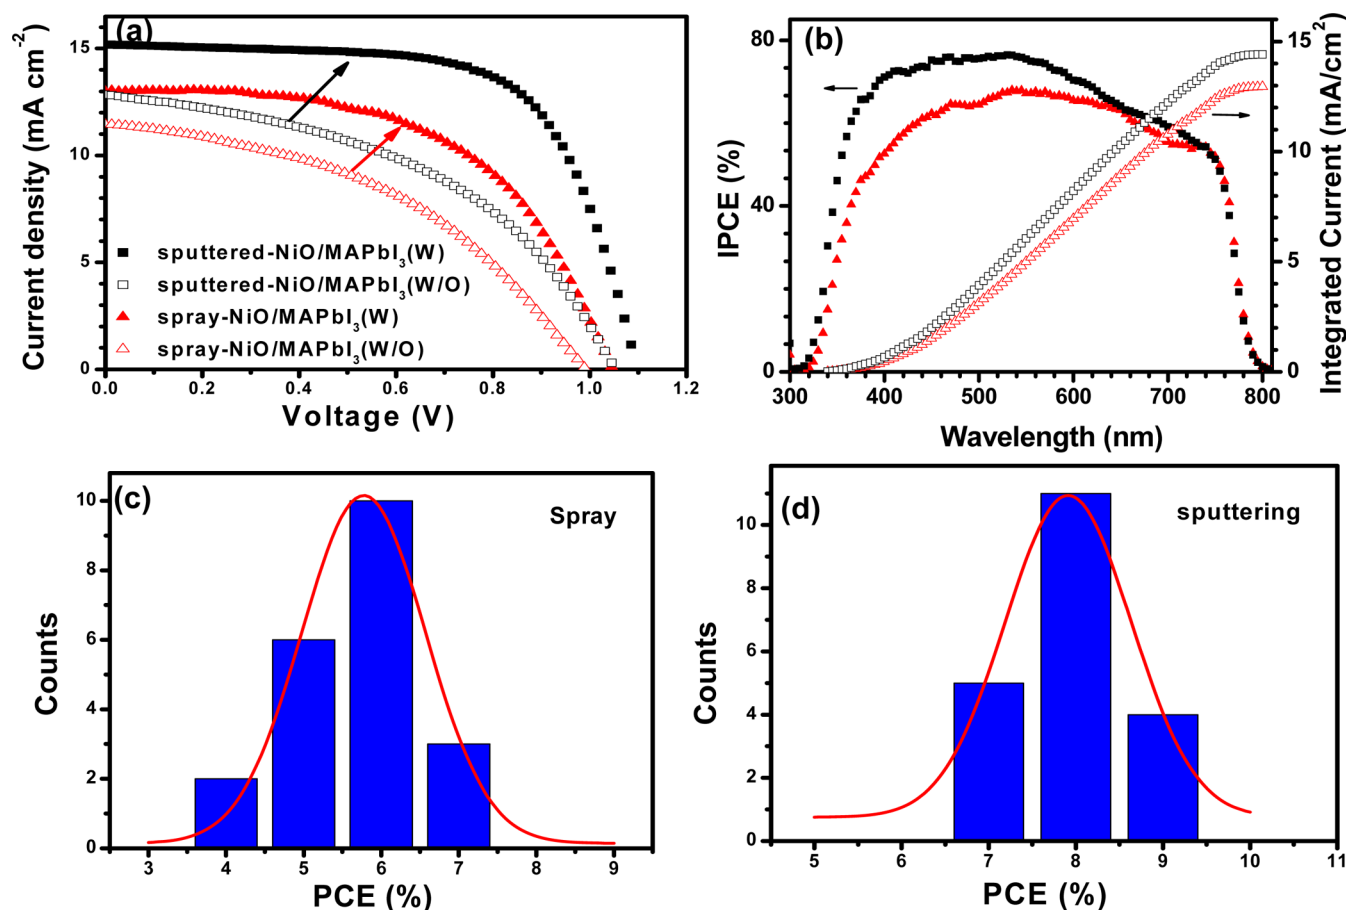 (a)
Current density (mA cm-2)
15
10
5
0
sputtered-NiO/MAPbI3(W)
sputtered-NiO/MAPbI3(W/O)
spray-NiO/MAPbI3(W)
spray-NiO/MAPbI3(W/O)
0.0 0.2 0.4 0.6 0.8 1.0 1.2
Voltage (V)
(b)
IPCE (%)
80
40
0
15
10
5
0
Integrated Current (mA/cm2)
300 400 500 600 700 800
Wavelength (nm)
(c)
Spray
Counts
10
8
6
4
2
0
3 4 5 6 7 8 9
PCE (%)
(d)
sputtering
Counts
10
8
6
4
2
0
5 6 7 8 9 10 11
PCE (%)